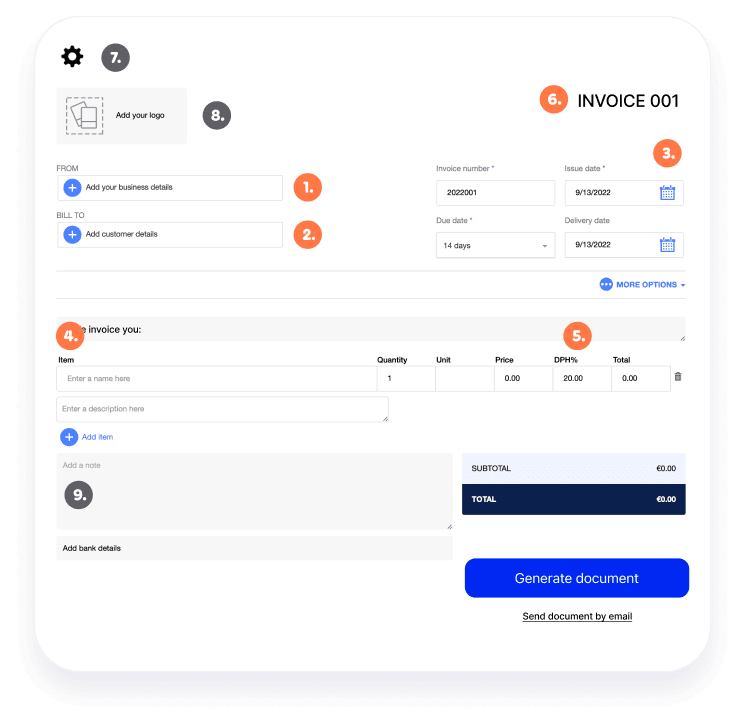 7.
Add your logo
8.
6. INVOICE 001
3.
FROM
Add your business details
1.
BILL TO
Add customer details
2.
Invoice number *
Issue date *
2022001
9/13/2022
Due date *
Delivery date
14 days
9/13/2022
MORE OPTIONS
4. e invoice you:
5.
Item Quantity Unit Price DPH% Total
Enter a name here 1 0.00 20.00 0.00
Enter a description here
Add item
Add a note
9.
SUBTOTAL €0.00
TOTAL €0.00
Add bank details
Generate document
Send document by email